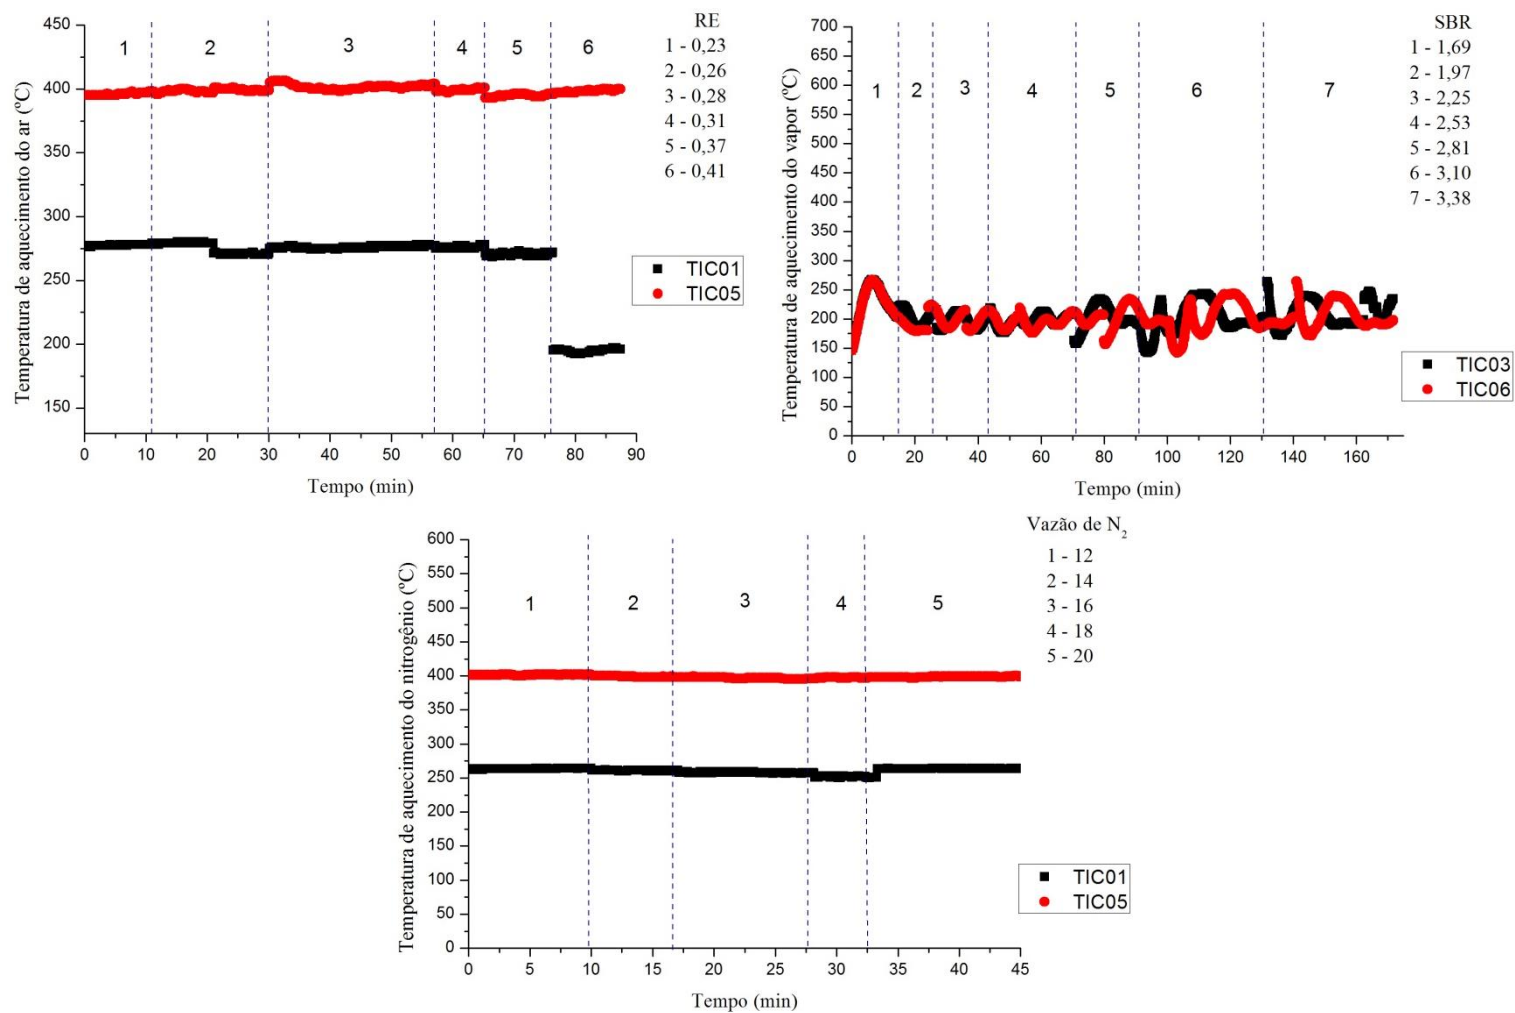 RE
1 - 0,23
2 - 0,26
3 - 0,28
4 - 0,31
5 - 0,37
6 - 0,41
Temperatura de aquecimento do ar (ºC)
450
400
350
300
250
200
150
1 2 3 4 5 6
TIC01
TIC05
0 10 20 30 40 50 60 70 80 90
Tempo (min)
SBR
1 - 1,69
2 - 1,97
3 - 2,25
4 - 2,53
5 - 2,81
6 - 3,10
7 - 3,38
Temperatura de aquecimento do vapor (ºC)
700
650
600
550
500
450
400
350
300
250
200
150
100
50
0
1 2 3 4 5 6 7
TIC03
TIC06
0 20 40 60 80 100 120 140 160
Tempo (min)
Vazão de N2
1 - 12
2 - 14
3 - 16
4 - 18
5 - 20
Temperatura de aquecimento do nitrogênio (ºC)
600
550
500
450
400
350
300
250
200
150
100
50
0
1 2 3 4 5
TIC01
TIC05
0 5 10 15 20 25 30 35 40 45
Tempo (min)